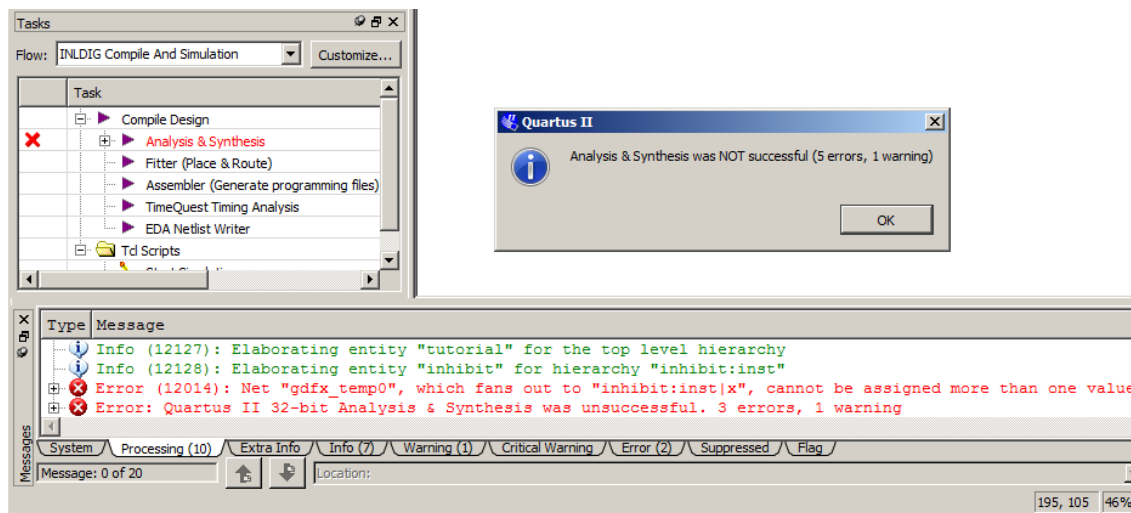 Tasks
Flow: INLDIG Compile And Simulation Customize...
Task
Compile Design
Analysis & Synthesis
Fitter (Place & Route)
Assembler (Generate programming files)
TimeQuest Timing Analysis
EDA Netlist Writer
Tcl Scripts
Quartus II
Analysis & Synthesis was NOT successful (5 errors, 1 warning)
OK
Type Message
Info (12127): Elaborating entity "tutorial" for the top level hierarchy
Info (12128): Elaborating entity "inhibit" for hierarchy "inhibit:inst"
Error (12014): Net "gdfx_temp0", which fans out to "inhibit:inst|x", cannot be assigned more than one value
Error: Quartus II 32-bit Analysis & Synthesis was unsuccessful. 3 errors, 1 warning
System Processing (10) Extra Info Info (7) Warning (1) Critical Warning Error (2) Suppressed Flag
Messages
Message: 0 of 20 Location:
195, 105 46%